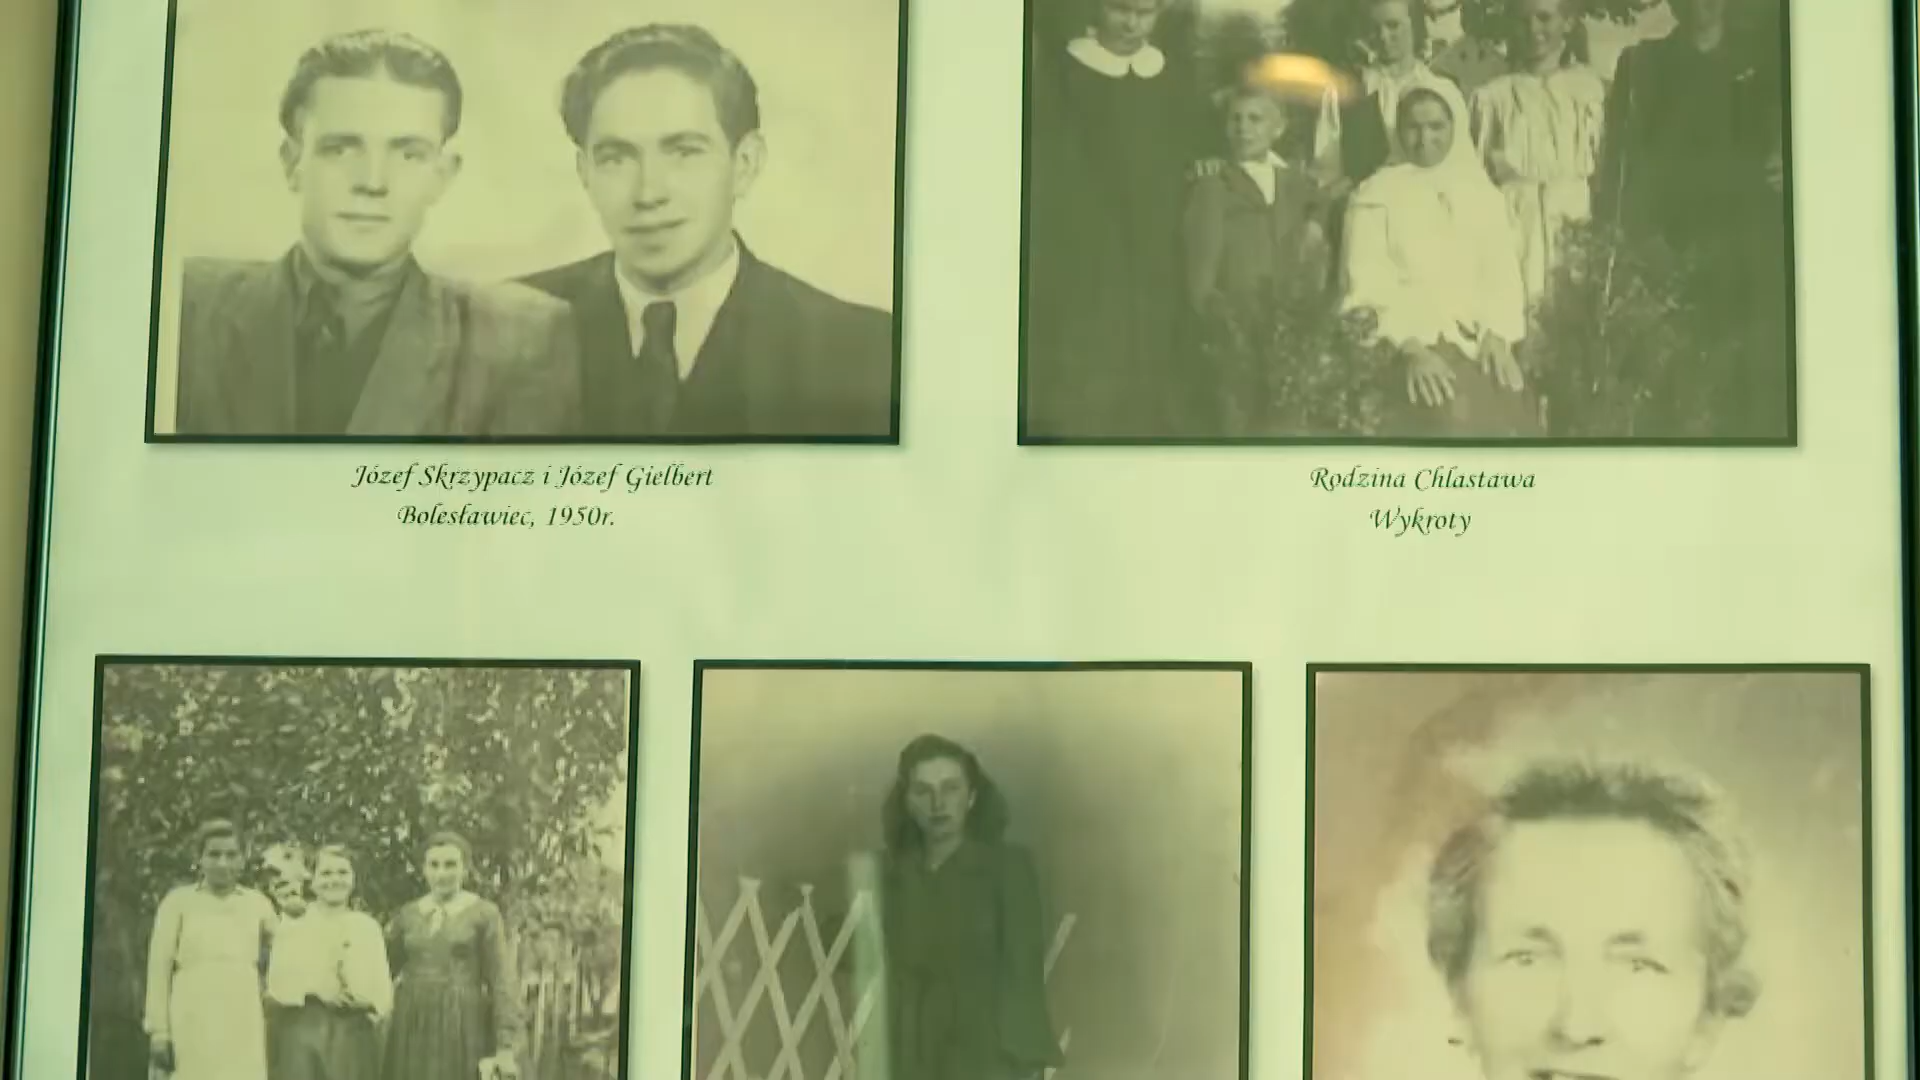 Józef Skrzypacz i Józef Gielbert
Bolesławiec, 1950r.
Rodzina Chlastawa
Wykroty